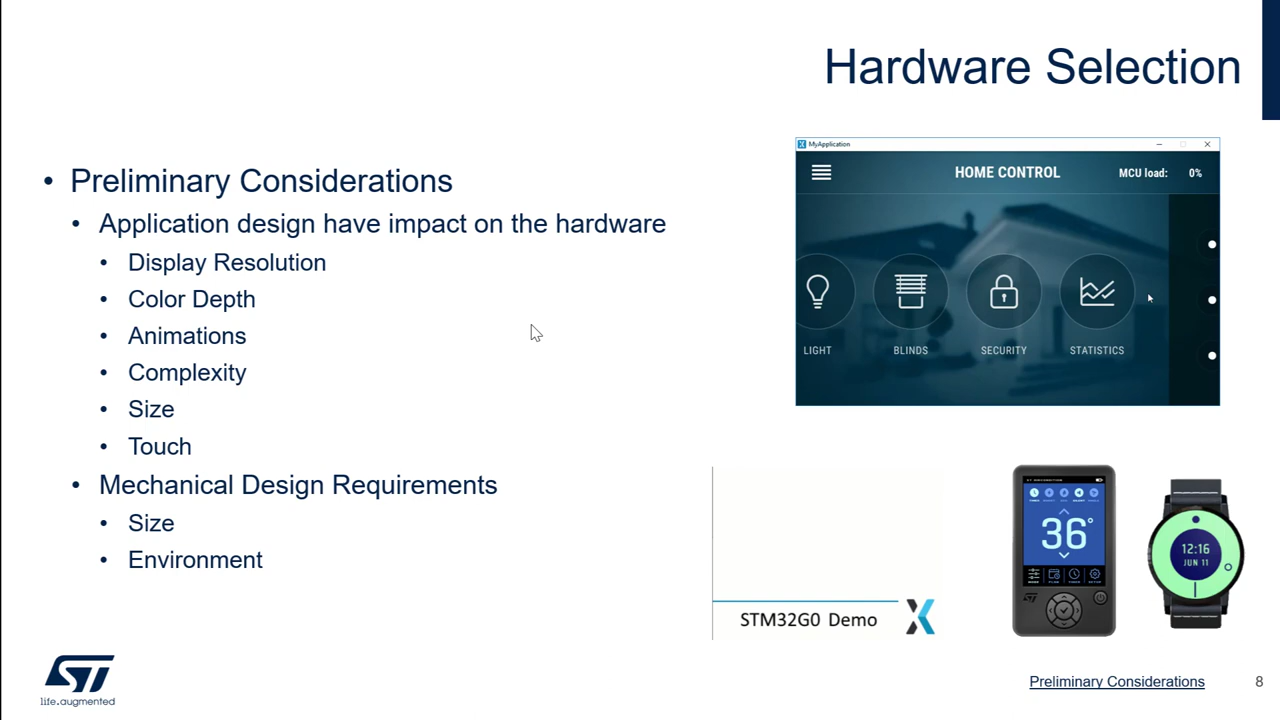 Hardware Selection
• Preliminary Considerations
• Application design have impact on the hardware
• Display Resolution
• Color Depth
• Animations
• Complexity
• Size
• Touch
• Mechanical Design Requirements
• Size
• Environment
MyApplication
HOME CONTROL
MCU load: 0%
LIGHT BLINDS SECURITY STATISTICS
STM32G0 Demo
36°
12:16
JUN 11
ST
life.augmented
Preliminary Considerations 8